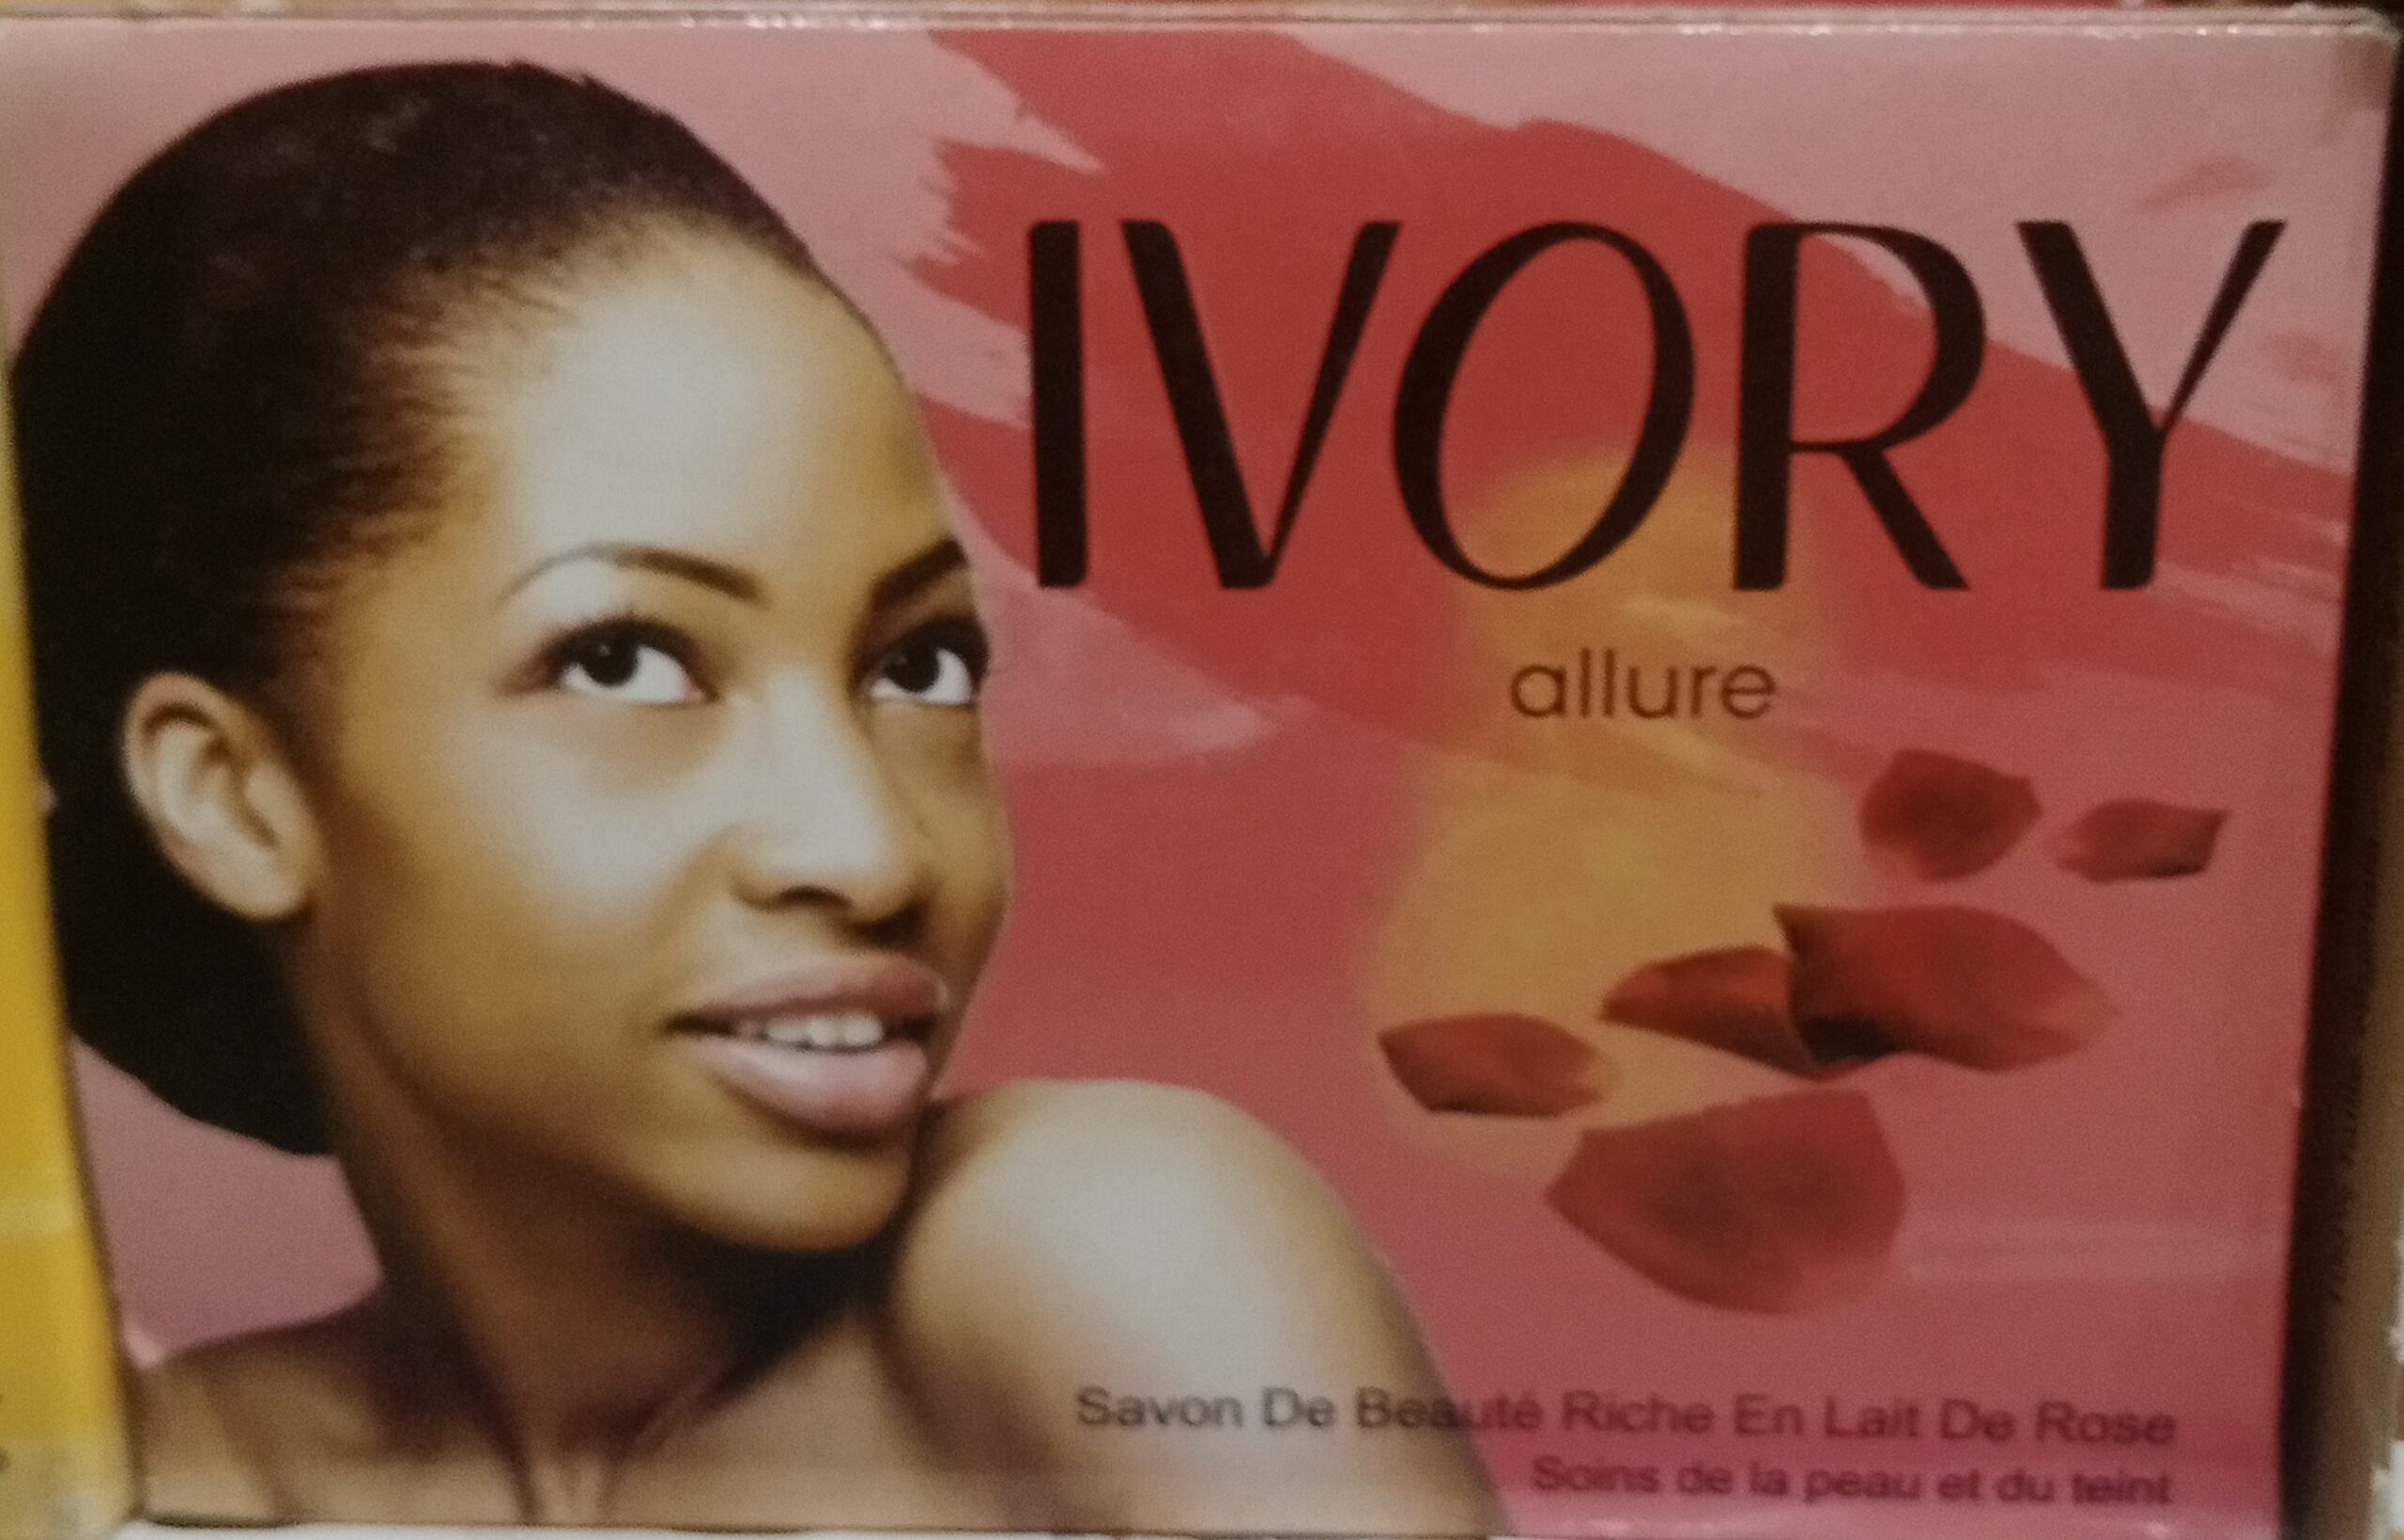 IVORY
allure
Savon De Beauté Riche En Lait De Rose
Soins de la peau et du teint